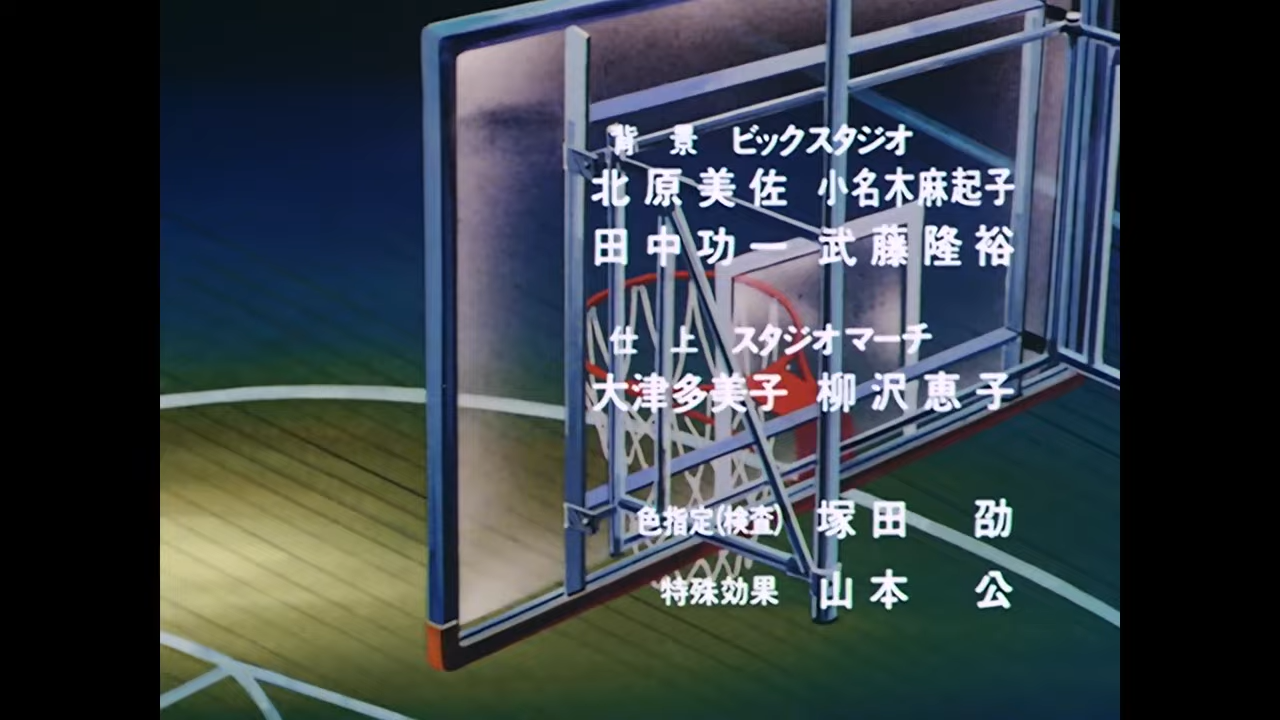 背 景 ビックスタジオ
北原美佐 小名木麻起子
田中功一 武藤隆裕
仕 上 スタジオマーチ
大津多美子 柳沢恵子
色指定(検査) 塚田 劭
特殊効果 山本 公